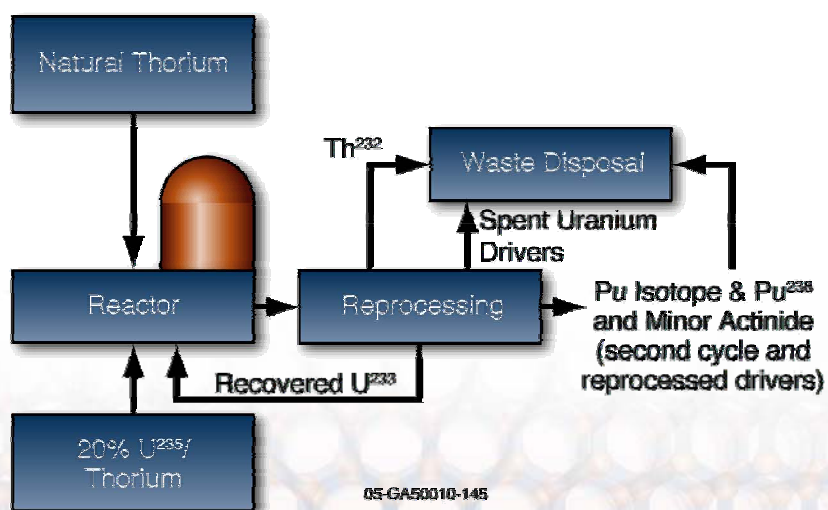 Natural Thorium
Th²³²
Waste Disposal
Spent Uranium
Drivers
Reactor
Reprocessing
Pu Isotope & Pu²³⁸
and Minor Actinide
(second cycle and
reprocessed drivers)
Recovered U²³³
20% U²³⁵/
Thorium
05-GA50010-145